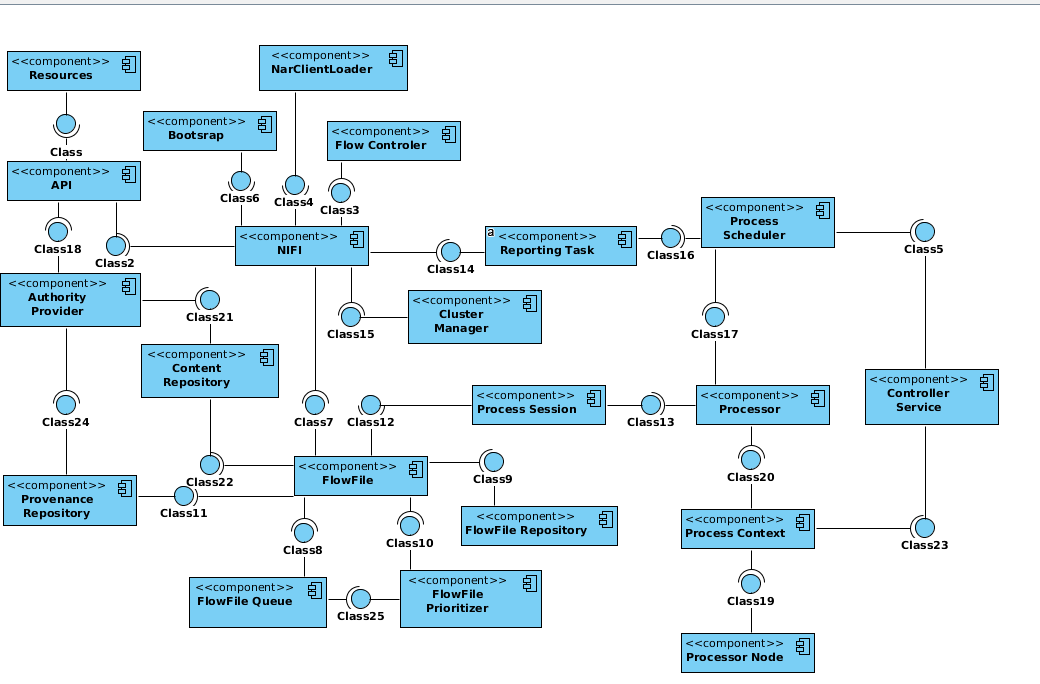 <<component>>
NarClientLoader
<<component>>
Resources
<<component>>
Bootsrap
<<component>>
Flow Controler
Class
<<component>>
API
Class6
Class4
Class3
<<component>>
Process
Scheduler
Class18
Class2
<<component>>
NIFI
a
<<component>>
Reporting Task
Class16
Class5
Class14
<<component>>
Authority
Provider
Class21
<<component>>
Cluster
Manager
Class15
Class17
<<component>>
Content
Repository
<<component>>
Controller
Service
Class24
Class7
Class12
<<component>>
Process Session
Class13
<<component>>
Processor
Class22
<<component>>
FlowFile
Class9
Class20
<<component>>
Provenance
Repository
Class11
<<component>>
FlowFile Repository
<<component>>
Process Context
Class23
Class8
Class10
<<component>>
FlowFile Queue
Class25
<<component>>
FlowFile
Prioritizer
Class19
<<component>>
Processor Node